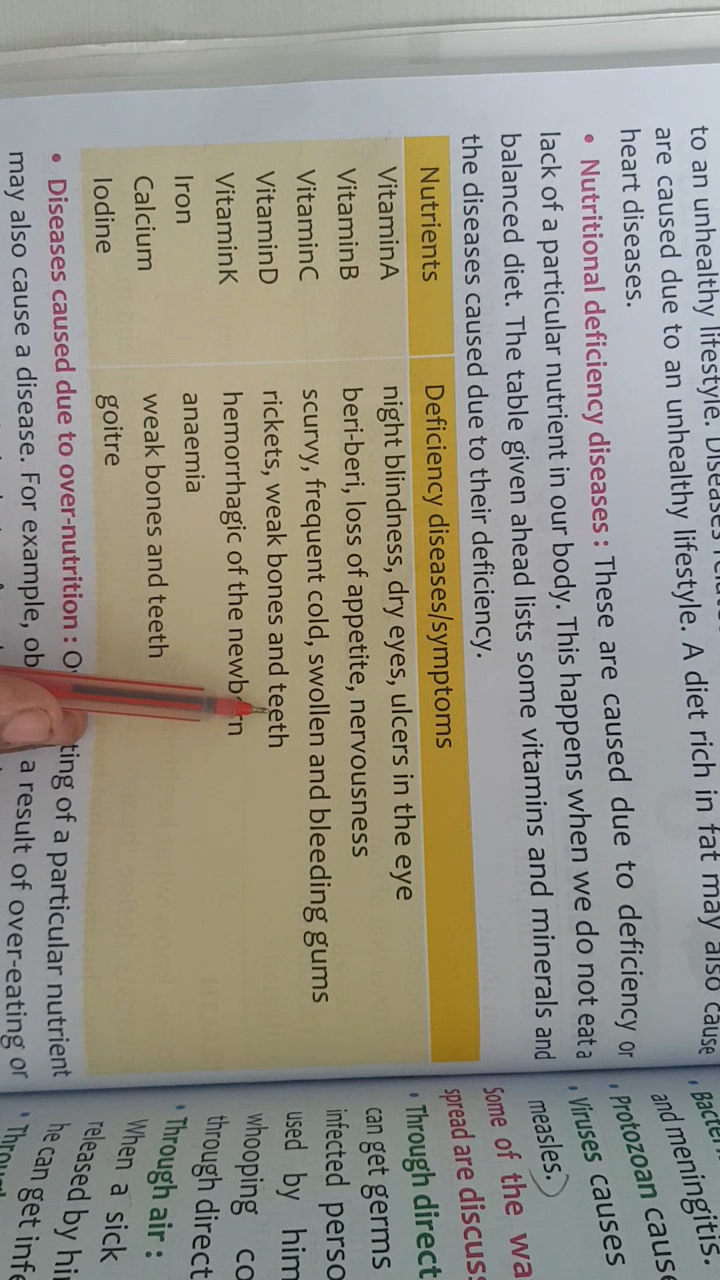 to an unhealthy lifestyle. Diseases
are caused due to an unhealthy lifestyle. A diet rich in fat may also cause
heart diseases.
• Nutritional deficiency diseases : These are caused due to deficiency or
lack of a particular nutrient in our body. This happens when we do not eat a
balanced diet. The table given ahead lists some vitamins and minerals and
the diseases caused due to their deficiency.
Nutrients Deficiency diseases/symptoms
VitaminA night blindness, dry eyes, ulcers in the eye
VitaminB beri-beri, loss of appetite, nervousness
VitaminC scurvy, frequent cold, swollen and bleeding gums
VitaminD rickets, weak bones and teeth
VitaminK hemorrhagic of the newborn
Iron anaemia
Calcium weak bones and teeth
Iodine goitre
• Diseases caused due to over-nutrition : ting of a particular nutrient
may also cause a disease. For example, ob a result of over-eating or
and meningitis.
• Protozoan caus
• Viruses causes
measles.
Some of the wa
spread are discuss
• Through direct
can get germs
infected perso
used by him
whooping co
through direct
• Through air :
When a sick
released by hi
he can get infe